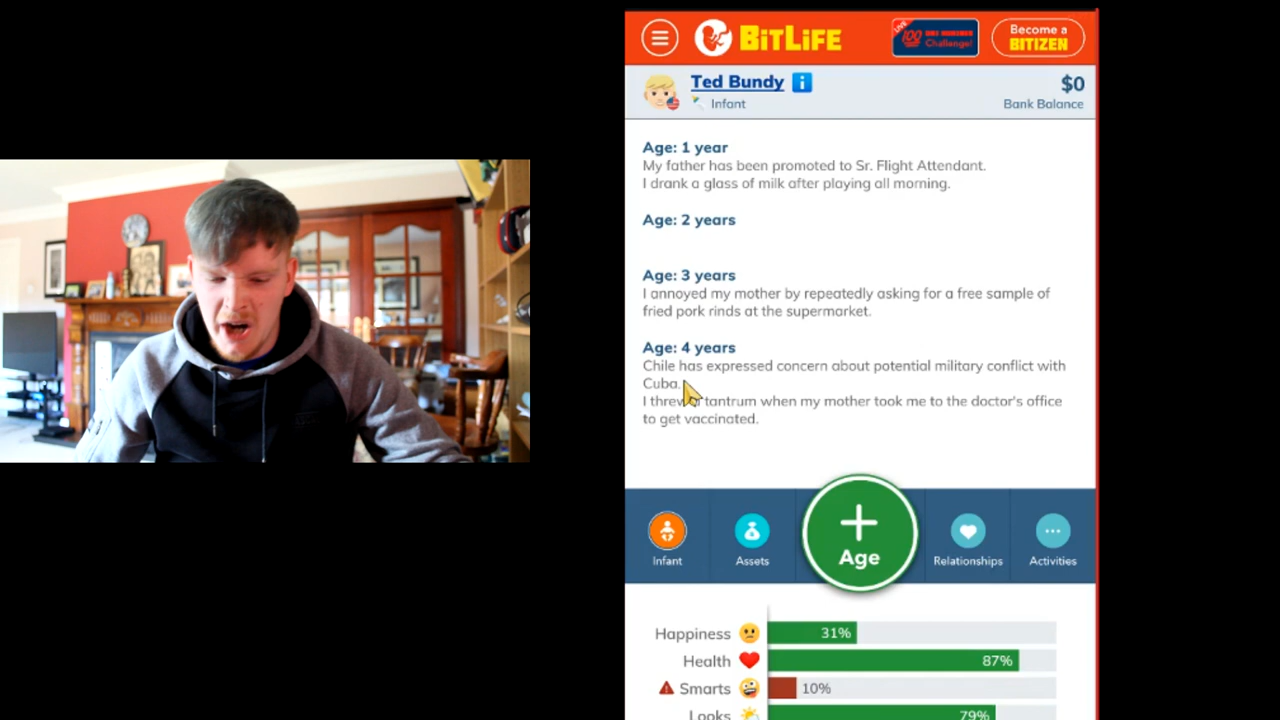 BITLIFE
LIVE
Challenge!
Become a
BITIZEN
Ted Bundy
$0
Infant
Bank Balance
Age: 1 year
My father has been promoted to Sr. Flight Attendant.
I drank a glass of milk after playing all morning.
Age: 2 years
Age: 3 years
I annoyed my mother by repeatedly asking for a free sample of
fried pork rinds at the supermarket.
Age: 4 years
Chile has expressed concern about potential military conflict with
Cuba.
I threw a tantrum when my mother took me to the doctor's office
to get vaccinated.
Infant
Assets
Age
Relationships
Activities
Happiness 31%
Health 87%
Smarts 10%
Looks 79%